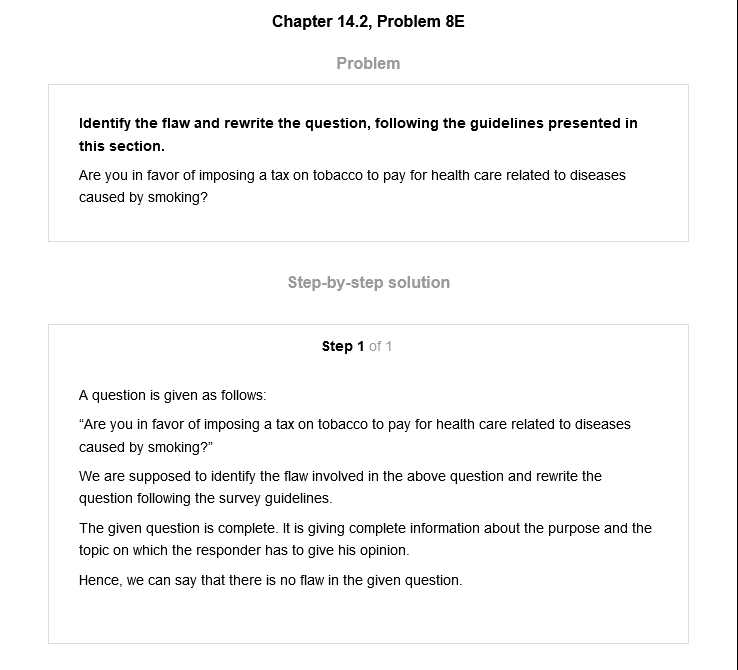 Chapter 14.2, Problem 8E
Problem
Identify the flaw and rewrite the question, following the guidelines presented in
this section.
Are you in favor of imposing a tax on tobacco to pay for health care related to diseases
caused by smoking?
Step-by-step solution
Step 1 of 1
A question is given as follows:
“Are you in favor of imposing a tax on tobacco to pay for health care related to diseases
caused by smoking?”
We are supposed to identify the flaw involved in the above question and rewrite the
question following the survey guidelines.
The given question is complete. It is giving complete information about the purpose and the
topic on which the responder has to give his opinion.
Hence, we can say that there is no flaw in the given question.